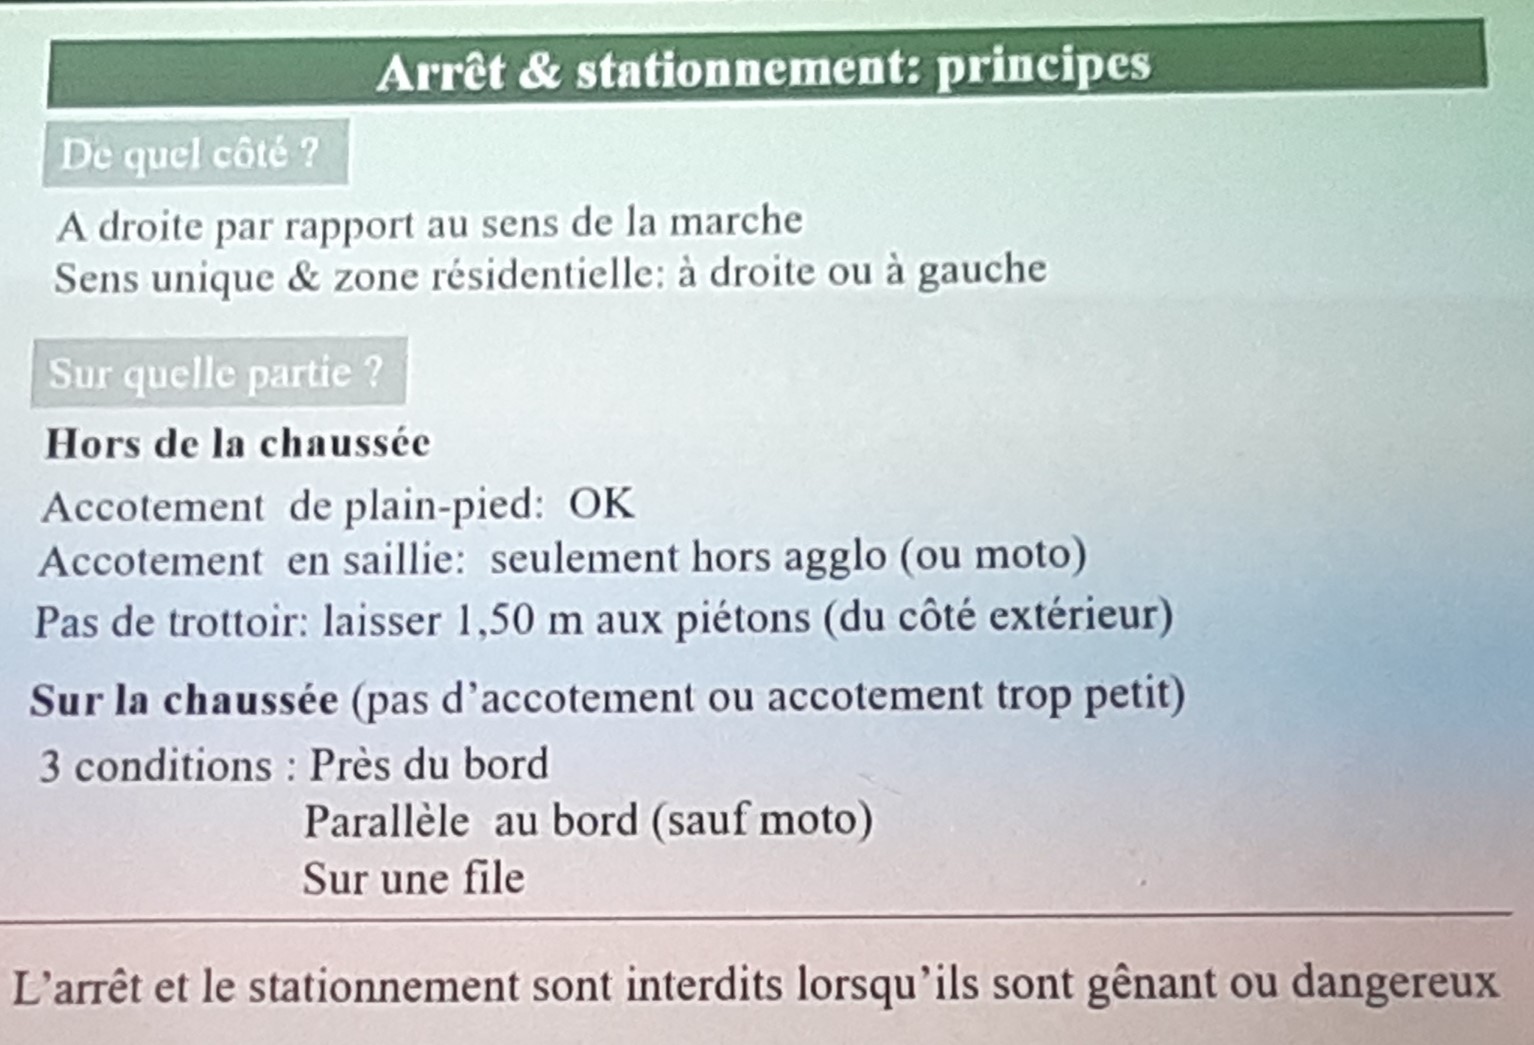 Arrêt & stationnement: principes
De quel côté ?
A droite par rapport au sens de la marche
Sens unique & zone résidentielle: à droite ou à gauche
Sur quelle partie ?
Hors de la chaussée
Accotement de plain-pied: OK
Accotement en saillie: seulement hors agglo (ou moto)
Pas de trottoir: laisser 1,50 m aux piétons (du côté extérieur)
Sur la chaussée (pas d'accotement ou accotement trop petit)
3 conditions : Près du bord
Parallèle au bord (sauf moto)
Sur une file
L'arrêt et le stationnement sont interdits lorsqu'ils sont gênant ou dangereux